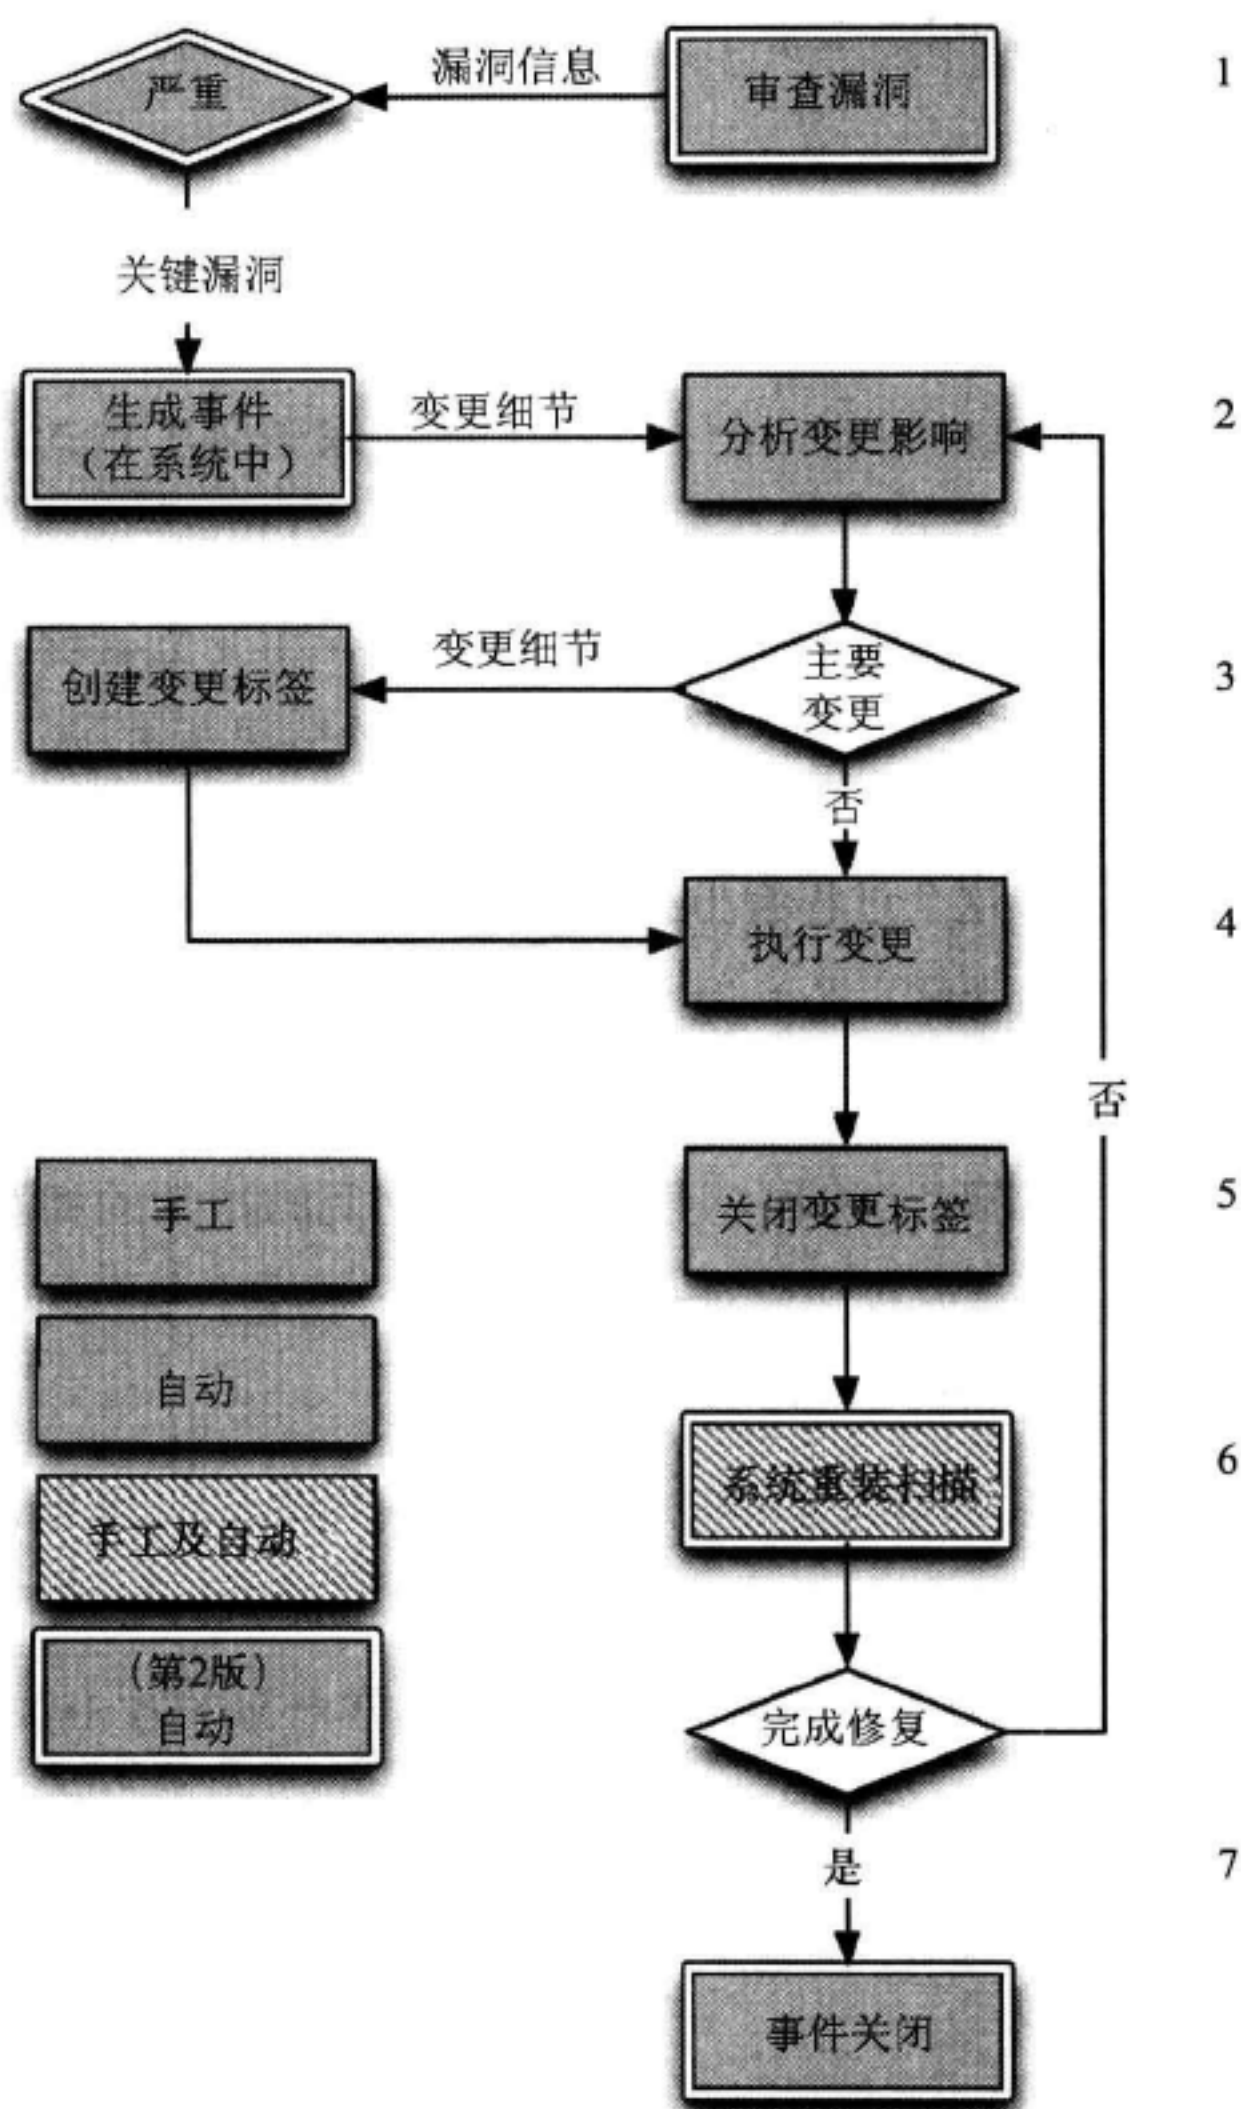 严重
漏洞信息
审查漏洞
1
关键漏洞
生成事件
（在系统中）
变更细节
分析变更影响
2
创建变更标签
变更细节
主要
变更
3
否
执行变更
4
否
手工
关闭变更标签
5
自动
系统重装扫描
6
手工及自动
（第2版）
自动
完成修复
是
7
事件关闭